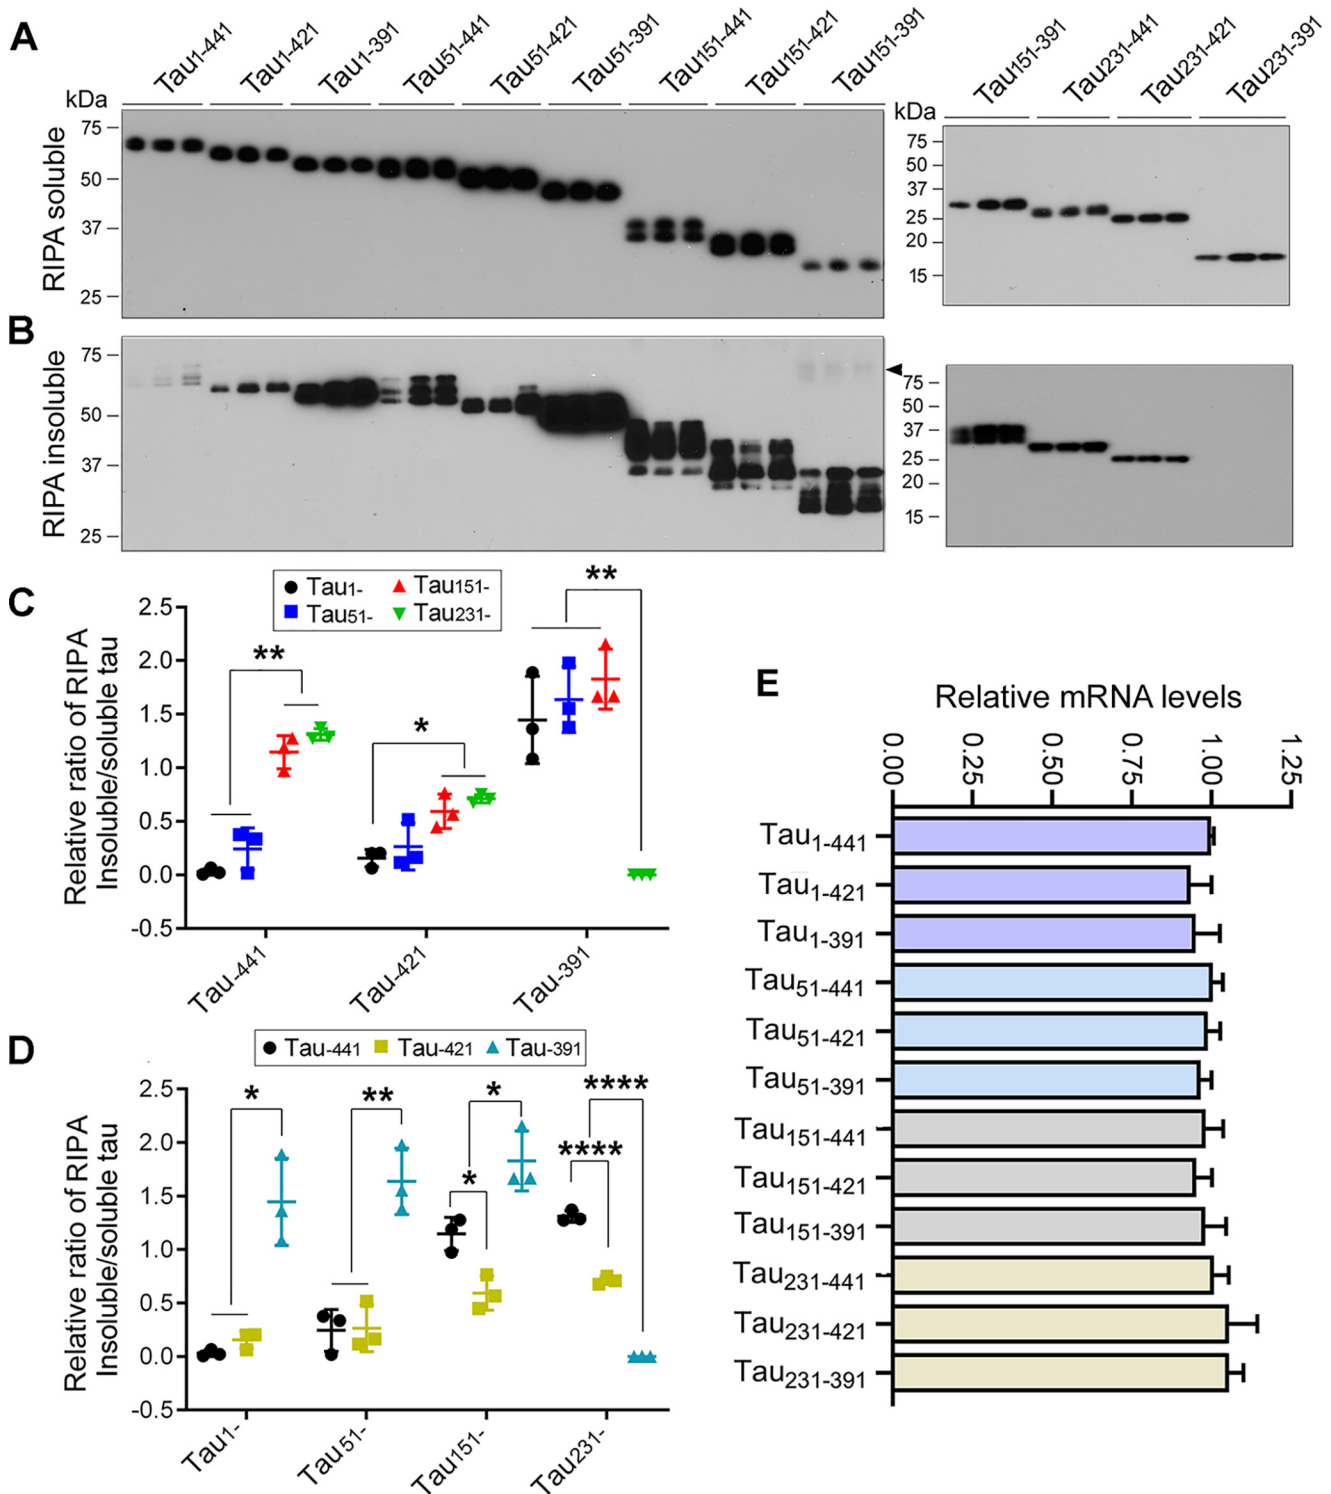 A
Tau1-441 Tau1-421 Tau1-391 Tau51-441 Tau51-421 Tau51-391 Tau151-441 Tau151-421 Tau151-391
Tau151-391 Tau231-441 Tau231-421 Tau231-391
kDa
75
50
37
25
RIPA soluble
kDa
75
50
37
25
20
15
B
75
50
37
25
RIPA insoluble
75
50
37
25
20
15
C
Tau1- Tau151-
Tau51- Tau231-
Relative ratio of RIPA
Insoluble/soluble tau
2.5
2.0
1.5
1.0
0.5
0.0
-0.5
** * **
Tau-441 Tau-421 Tau-391
D
Tau-441 Tau-421 Tau-391
Relative ratio of RIPA
Insoluble/soluble tau
2.5
2.0
1.5
1.0
0.5
0.0
-0.5
* ** * ****
* ****
Tau1- Tau51- Tau151- Tau231-
E
Relative mRNA levels
0.00 0.25 0.50 0.75 1.00 1.25
Tau1-441
Tau1-421
Tau1-391
Tau51-441
Tau51-421
Tau51-391
Tau151-441
Tau151-421
Tau151-391
Tau231-441
Tau231-421
Tau231-391